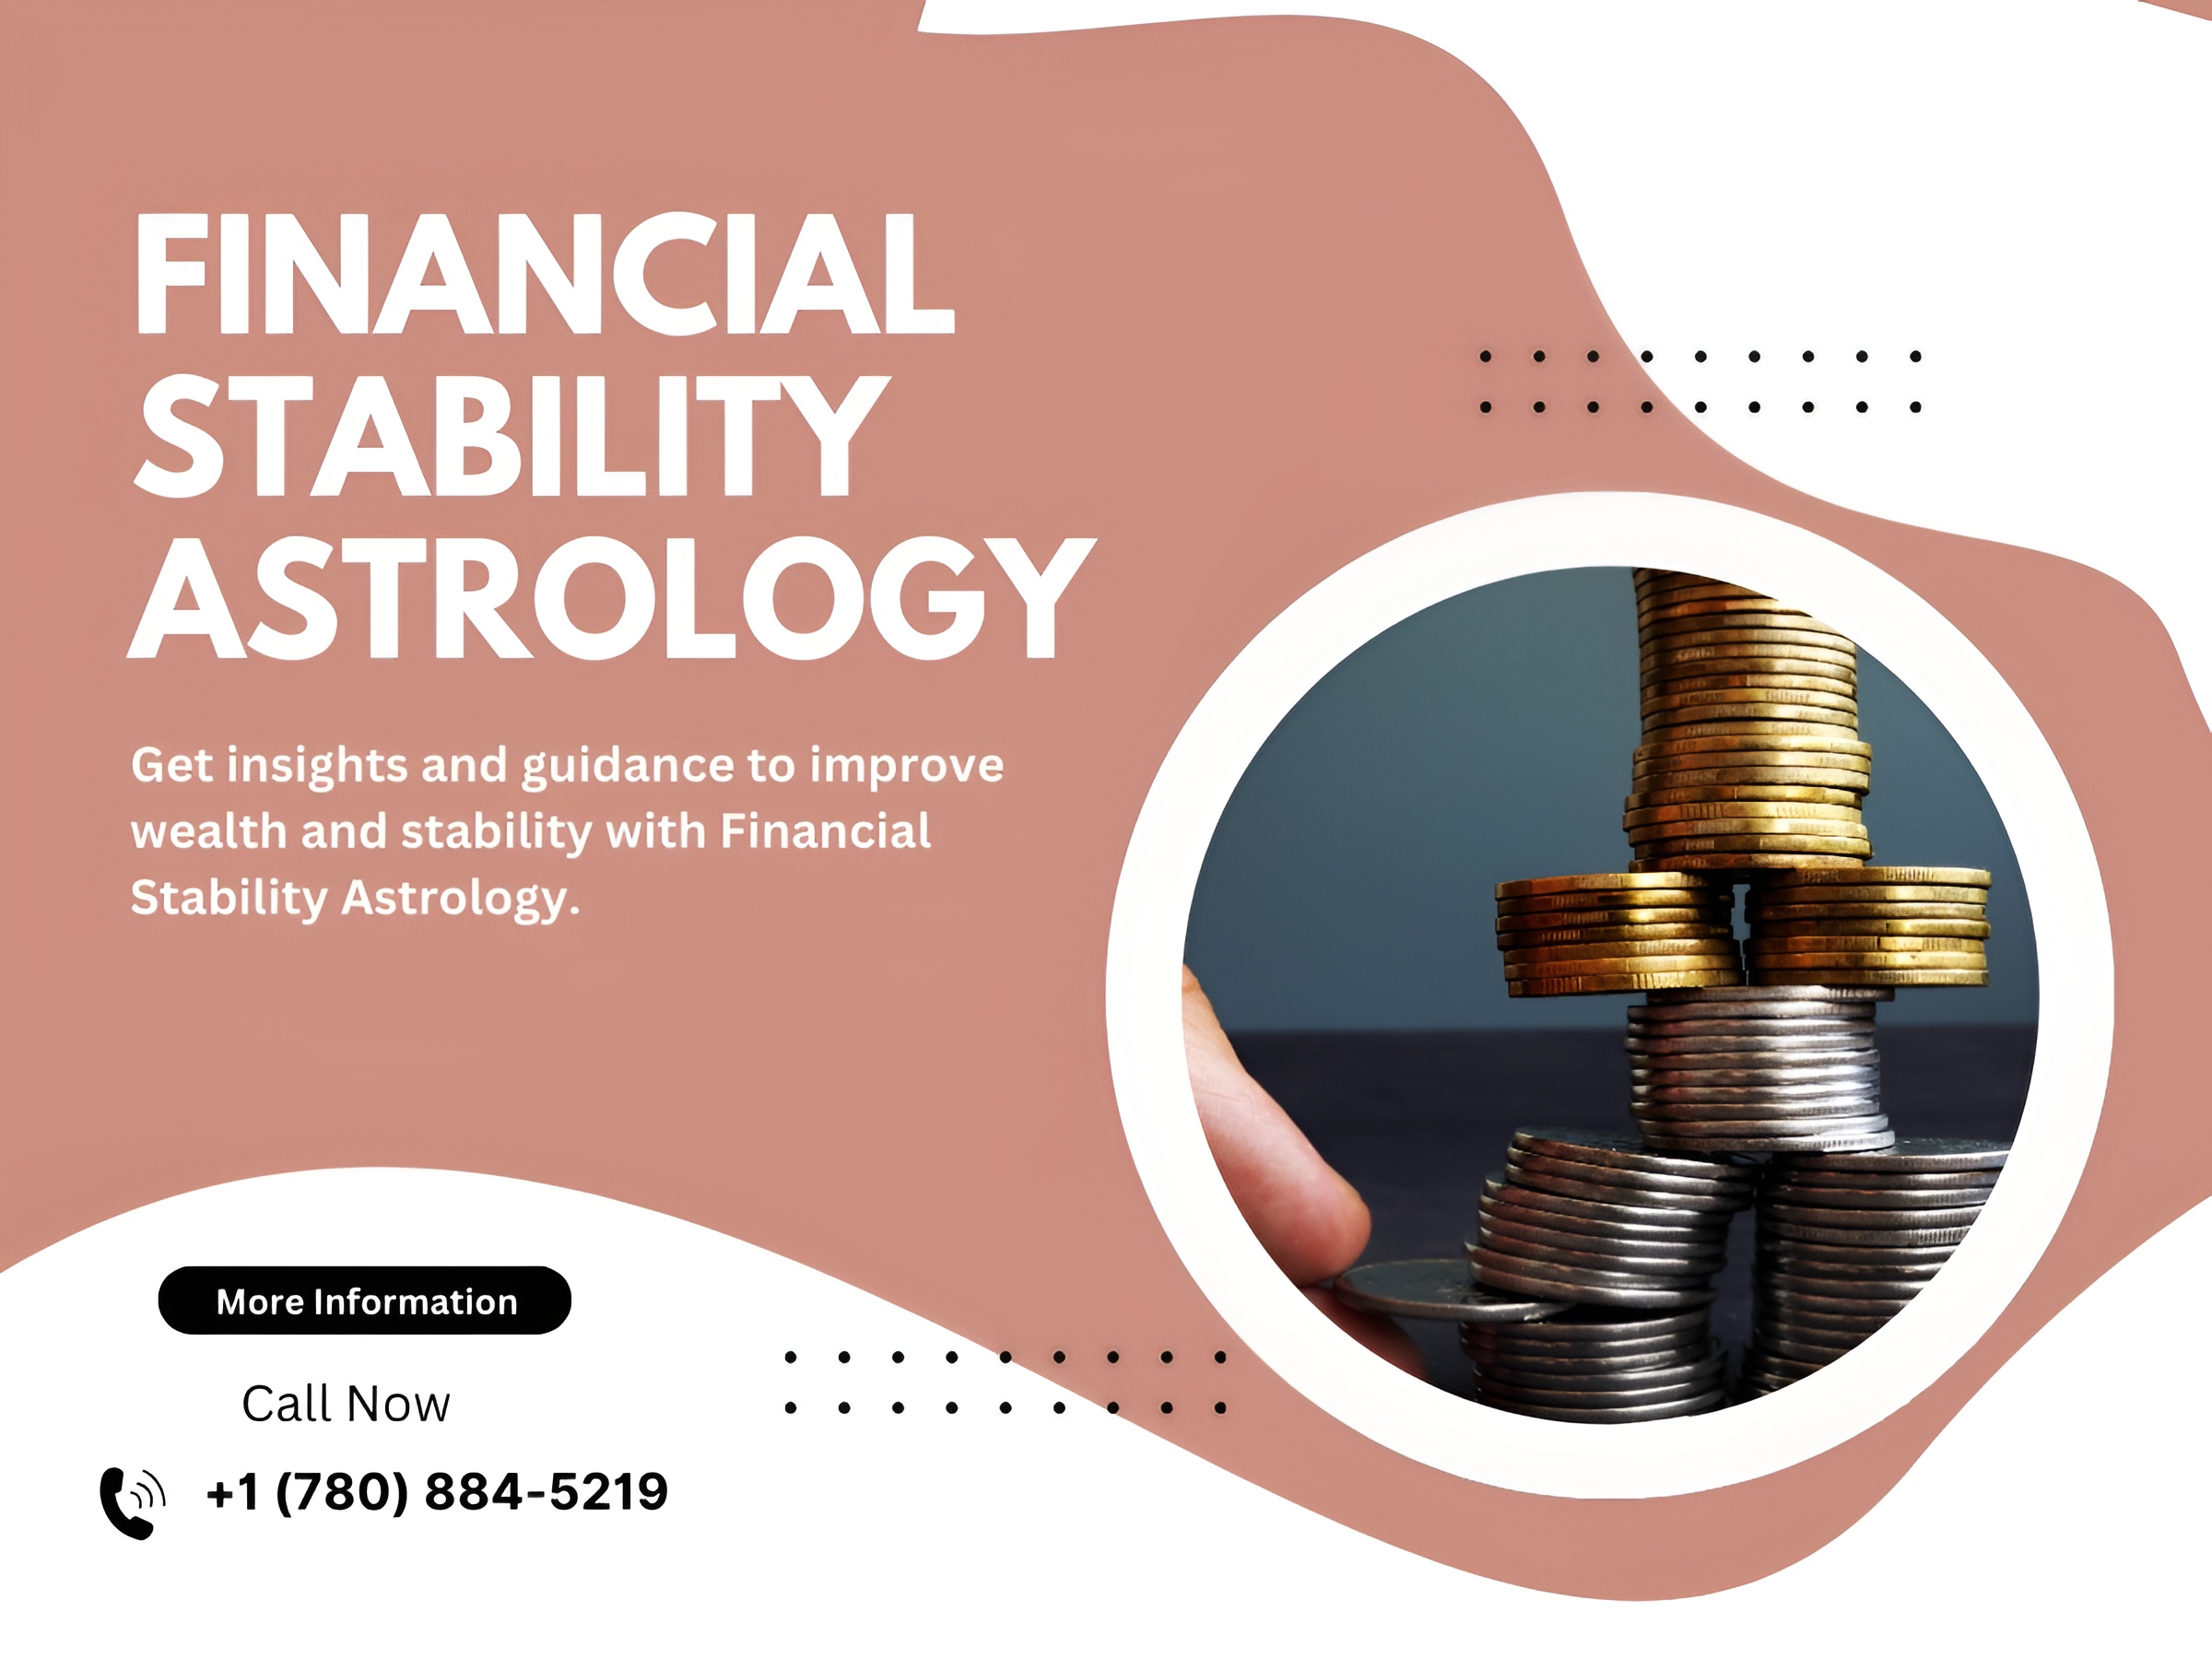 FINANCIAL
STABILITY
ASTROLOGY
Get insights and guidance to improve
wealth and stability with Financial
Stability Astrology.
More Information
Call Now
+1 (780) 884-5219